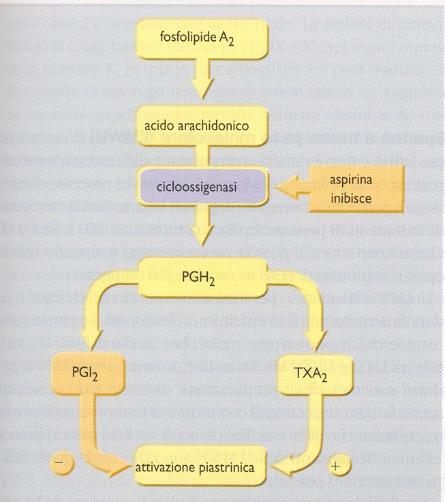 fosfolipide A₂
acido arachidonico
cicloossigenasi
aspirina
inibisce
PGH₂
PGI₂
TXA₂
−
attivazione piastrinica
+